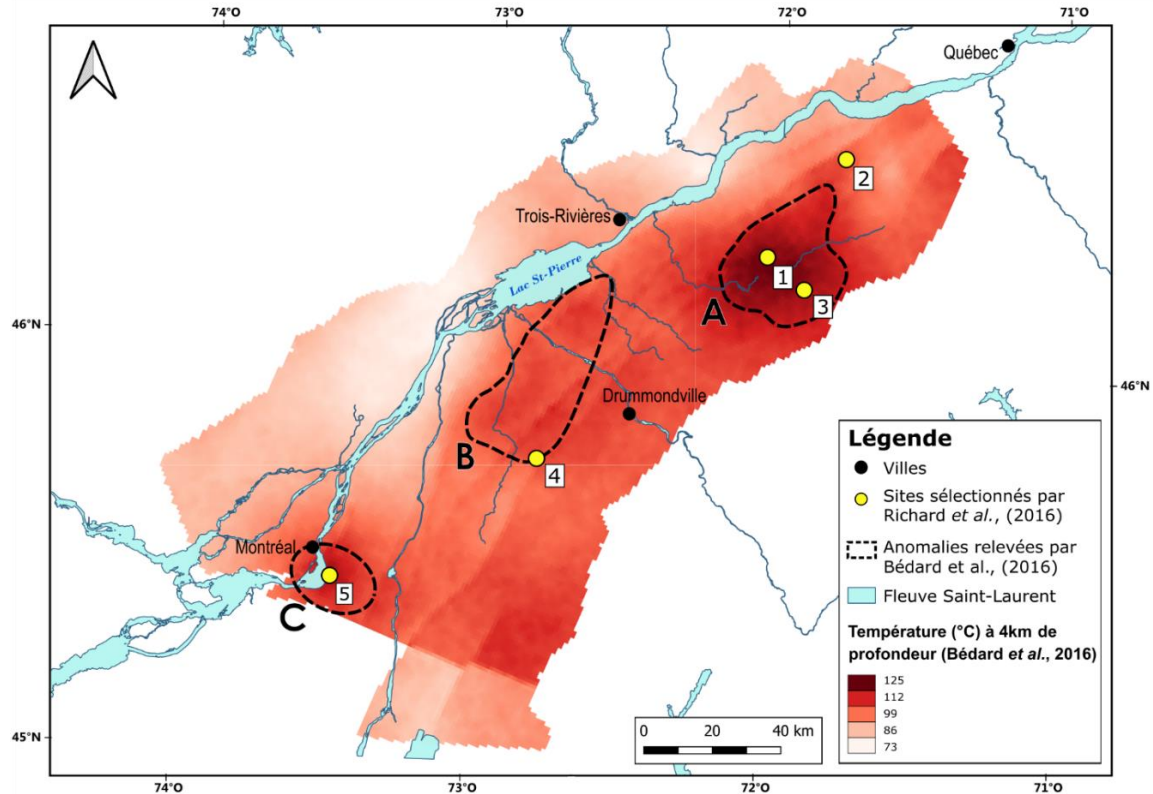 74°O
73°O
72°O
71°O
Québec
2
Trois-Rivières
Lac St-Pierre
1
A
3
46°N
46°N
Drummondville
B
4
Montréal
5
C
Légende
Villes
Sites sélectionnés par
Richard et al., (2016)
Anomalies relevées par
Bédard et al., (2016)
Fleuve Saint-Laurent
Température (°C) à 4km de
profondeur (Bédard et al., 2016)
125
112
99
86
73
0 20 40 km
45°N
74°O
73°O
72°O
71°O